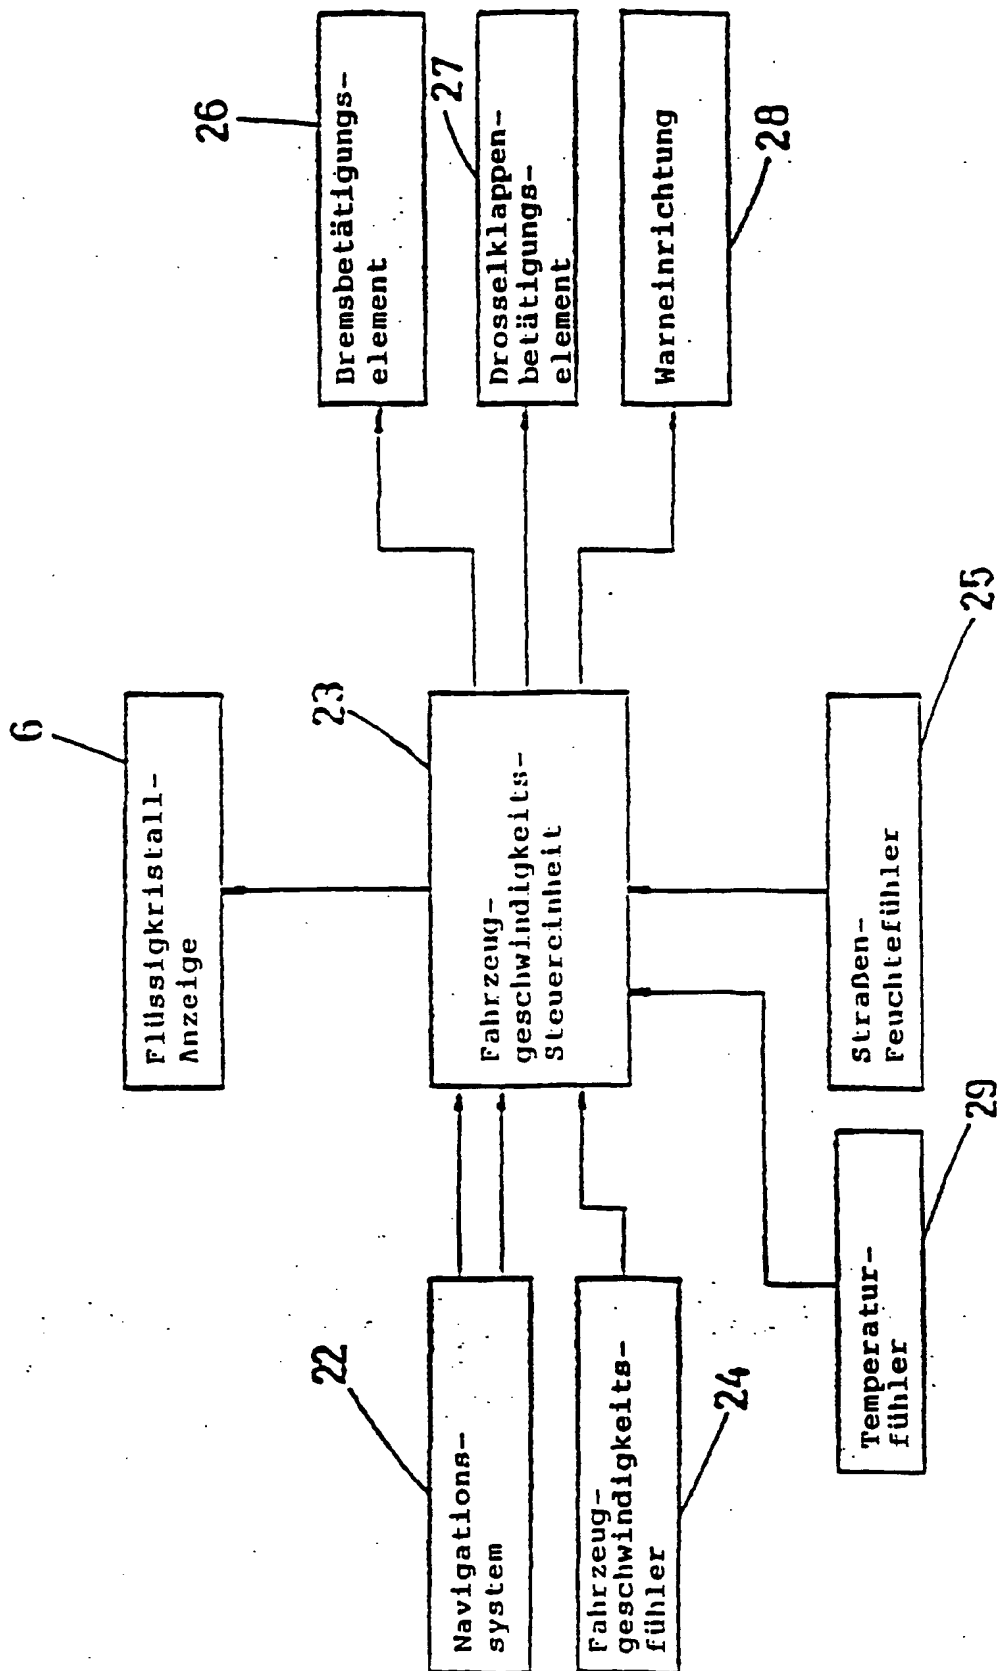 6
Flüssigkristall-
Anzeige
22
Navigations-
system
Fahrzeug-
geschwindigkeits-
fühler
24
23
Fahrzeug-
geschwindigkeits-
Steuereinheit
26
Bremsbetätigungs-
element
27
Drosselklappen-
betätigungs-
element
Warneinrichtung
28
Temperatur-
fühler
29
Straßen-
Feuchtefühler
25